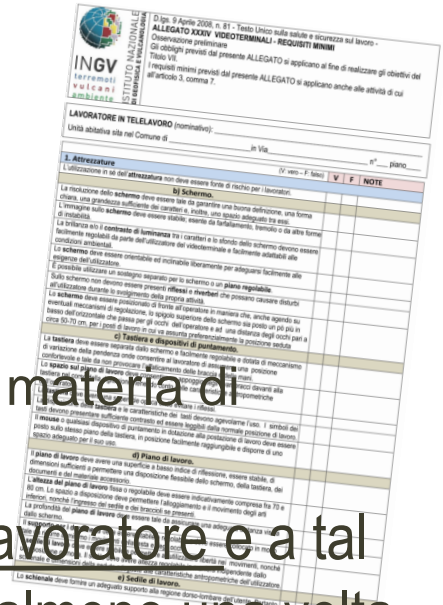 INGV
terremoti
vulcani
ambiente
ISTITUTO NAZIONALE
DI GEOFISICA E VULCANOLOGIA
D.lgs. 9 Aprile 2008, n. 81 - Testo Unico sulla salute e sicurezza sul lavoro -
ALLEGATO XXXIV VIDEOTERMINALI - REQUISITI MINIMI
Osservazione preliminare
Gli obblighi previsti dal presente ALLEGATO si applicano al fine di realizzare gli obiettivi del
Titolo VII.
I requisiti minimi previsti dal presente ALLEGATO si applicano anche alle attività di cui
all'articolo 3, comma 7.
LAVORATORE IN TELELAVORO (nominativo):
Unità abitativa sita nel Comune di in Via n° piano
(V: vero – F: falso) V F NOTE
1. Attrezzature
L'utilizzazione in sé dell'attrezzatura non deve essere fonte di rischio per i lavoratori.
b) Schermo.
La risoluzione dello schermo deve essere tale da garantire una buona definizione, una forma
chiara, una grandezza sufficiente dei caratteri e, inoltre, uno spazio adeguato tra essi.
L'immagine sullo schermo deve essere stabile; esente da farfallamento, tremolio o da altre forme
di instabilità.
La brillanza e/o il contrasto di luminanza tra i caratteri e lo sfondo dello schermo devono essere
facilmente regolabili da parte dell'utilizzatore del videoterminale e facilmente adattabili alle
condizioni ambientali.
Lo schermo deve essere orientabile ed inclinabile liberamente per adeguarsi facilmente alle
esigenze dell'utilizzatore.
È possibile utilizzare un sostegno separato per lo schermo o un piano regolabile.
Sullo schermo non devono essere presenti riflessi e riverberi che possano causare disturbi
all'utilizzatore durante lo svolgimento della propria attività.
Lo schermo deve essere posizionato di fronte all'operatore in maniera che, anche agendo su
eventuali meccanismi di regolazione, lo spigolo superiore dello schermo sia posto un pò più in
basso dell'orizzontale che passa per gli occhi dell'operatore e ad una distanza degli occhi pari a
circa 50-70 cm, per i posti di lavoro in cui va assunta preferenzialmente la posizione seduta
c) Tastiera e dispositivi di puntamento.
La tastiera deve essere separata dallo schermo e facilmente regolabile e dotata di meccanismo
di variazione della pendenza onde consentire al lavoratore di assumere una posizione
confortevole e tale da non provocare l'affaticamento delle braccia e delle mani.
Lo spazio sul piano di lavoro deve
materia di
tasti devono presentare sufficiente contrasto ed essere leggibili dalla normale posizione di lavoro.
Il mouse o qualsiasi dispositivo di puntamento in dotazione alla postazione di lavoro deve essere
posto sullo stesso piano della tastiera, in posizione facilmente raggiungibile e disporre di uno
spazio adeguato per il suo uso.
d) Piano di lavoro.
Il piano di lavoro deve avere una superficie a basso indice di riflessione, essere stabile, di
dimensioni sufficienti a permettere una disposizione flessibile dello schermo, della tastiera, dei
documenti e del materiale accessorio.
L'altezza del piano di lavoro fissa o regolabile deve essere indicativamente compresa fra 70 e
80 cm. Lo spazio a disposizione deve permettere l'alloggiamento e il movimento degli arti
inferiori, nonché l'ingresso del sedile e dei braccioli se presenti.
La profondità del piano di lavoro deve essere tale da assicurare una adeguata distanza visiva
dallo schermo.
avoratore e a tal
e) Sedile di lavoro.
Lo schienale deve fornire un adeguato supporto alla regione dorso-lombare dell'utente.
almeno una volta